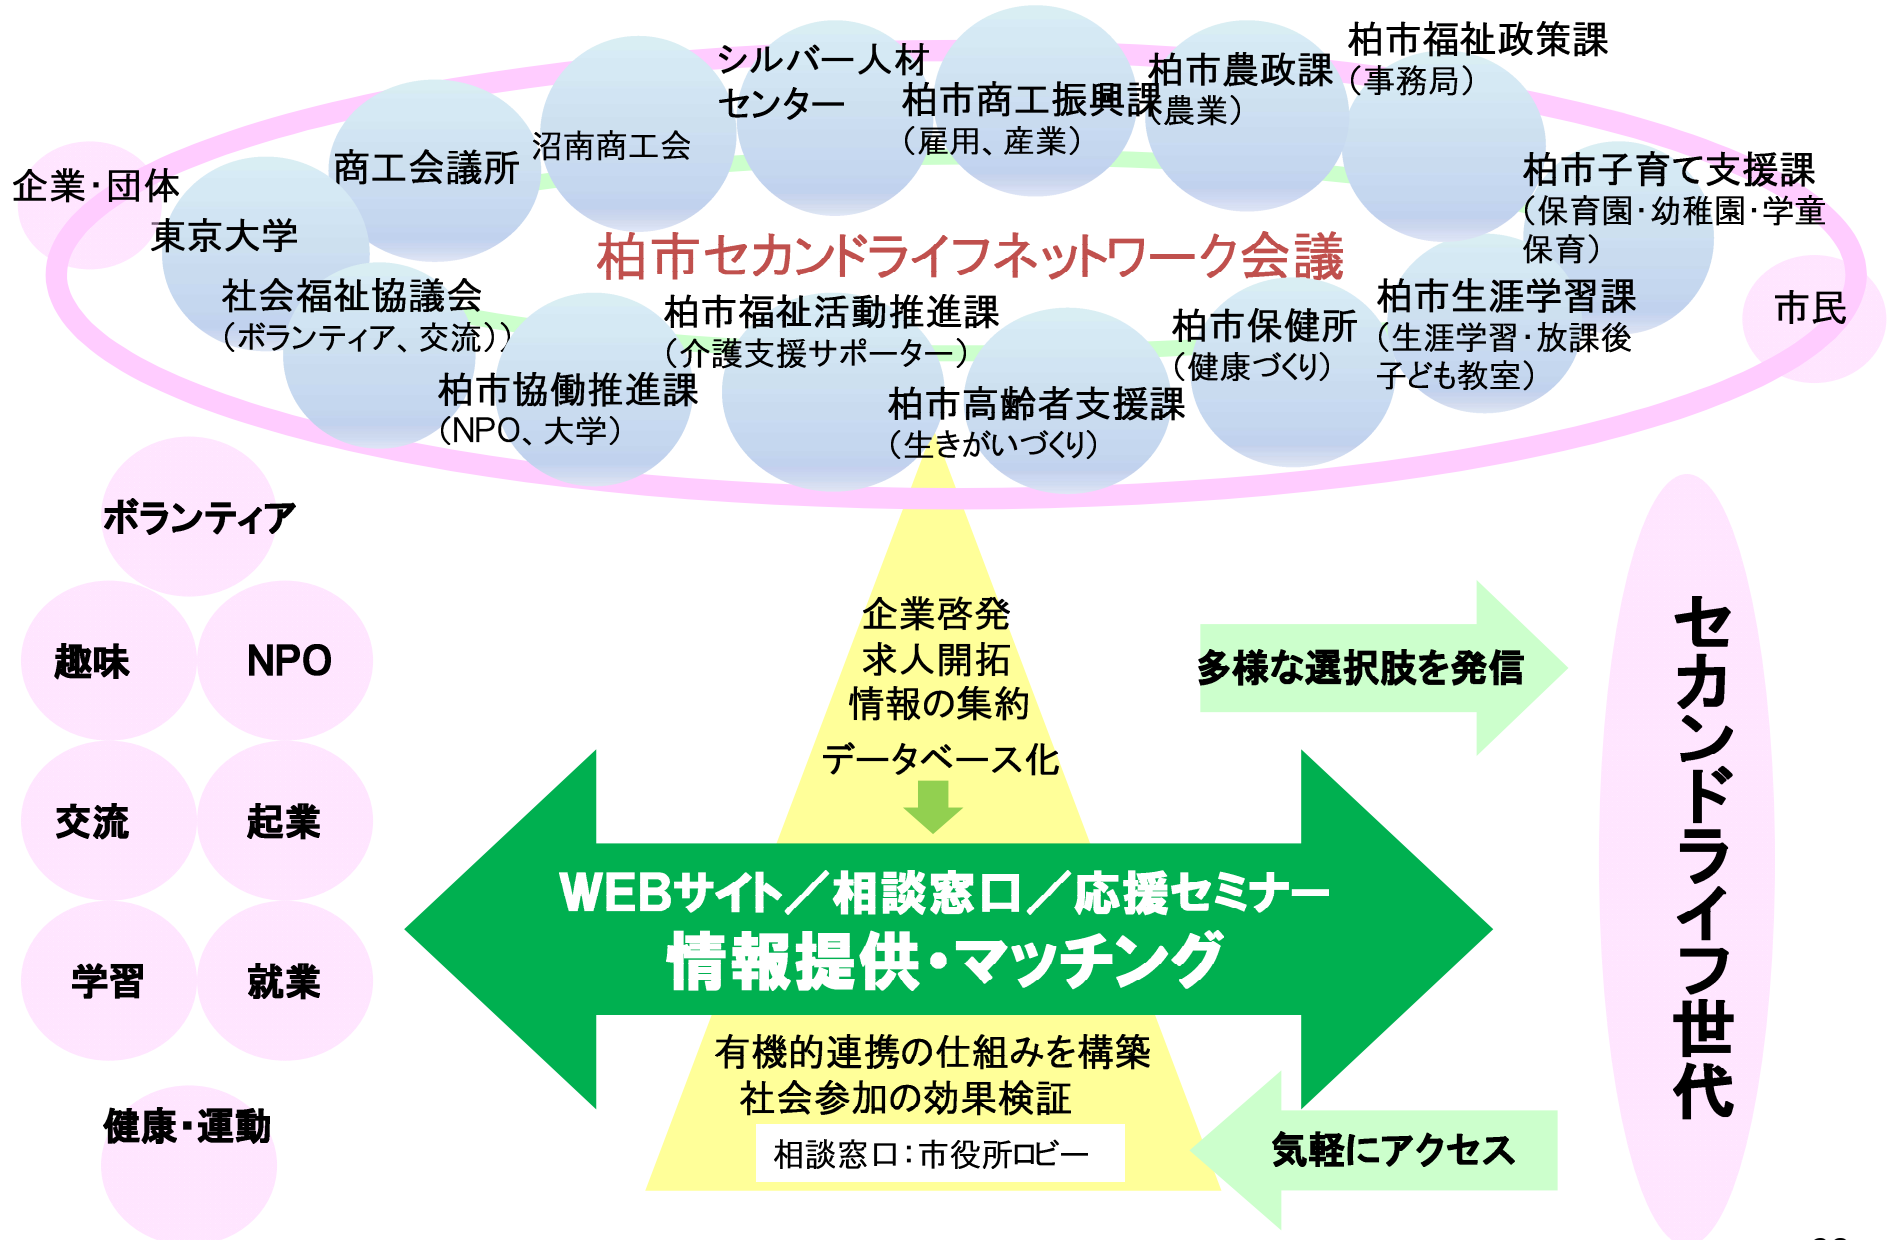 柏市福祉政策課
（事務局）
シルバー人材
センター
柏市商工振興課
（雇用、産業）
柏市農政課
（農業）
沼南商工会
商工会議所
企業・団体
東京大学
柏市子育て支援課
（保育園・幼稚園・学童
保育）
柏市セカンドライフネットワーク会議
社会福祉協議会
（ボランティア、交流））
柏市福祉活動推進課
（介護支援サポーター）
柏市保健所
（健康づくり）
柏市生涯学習課
（生涯学習・放課後
子ども教室）
市民
柏市協働推進課
（NPO、大学）
柏市高齢者支援課
（生きがいづくり）
ボランティア
趣味
NPO
交流
起業
学習
就業
健康・運動
企業啓発
求人開拓
情報の集約
データベース化
多様な選択肢を発信
WEBサイト／相談窓口／応援セミナー
情報提供・マッチング
有機的連携の仕組みを構築
社会参加の効果検証
相談窓口：市役所ロビー
気軽にアクセス
セカンドライフ世代